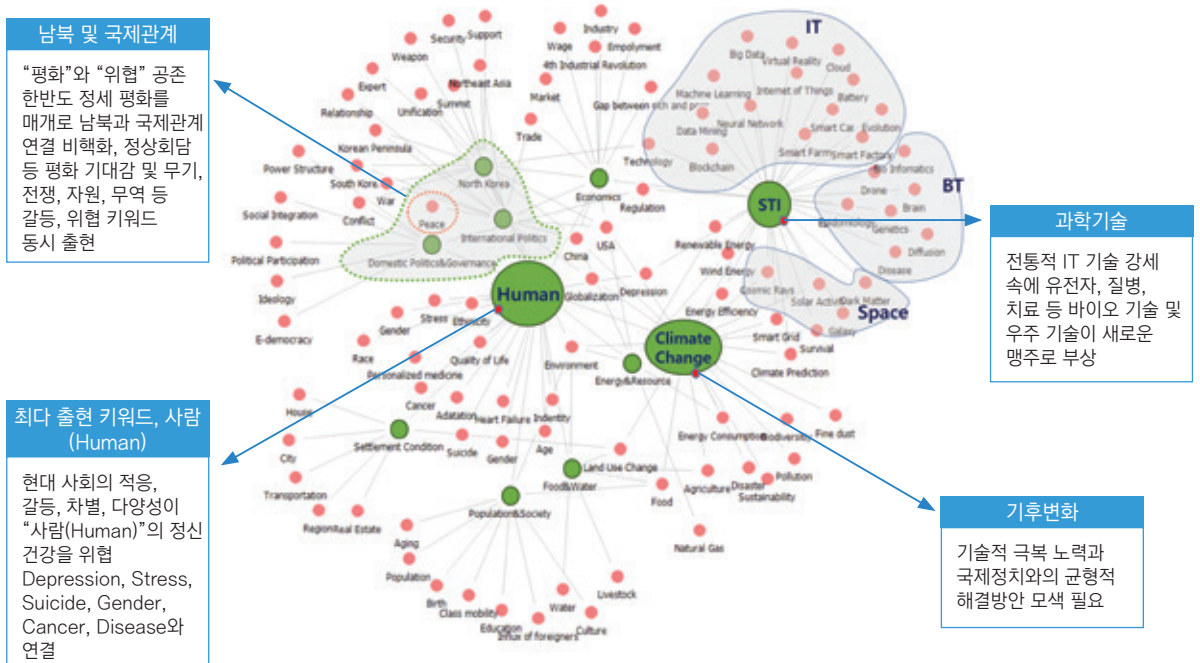 남북 및 국제관계
“평화”와 “위협” 공존
한반도 정세 평화를
매개로 남북과 국제관계
연결 비핵화, 정상회담
등 평화 기대감 및 무기,
전쟁, 자원, 무역 등
갈등, 위협 키워드
동시 출현
최다 출현 키워드, 사람
(Human)
현대 사회의 적응,
갈등, 차별, 다양성이
“사람(Human)”의 정신
건강을 위협
Depression, Stress,
Suicide, Gender,
Cancer, Disease와
연결
과학기술
전통적 IT 기술 강세
속에 유전자, 질병,
치료 등 바이오 기술 및
우주 기술이 새로운
맹주로 부상
기후변화
기술적 극복 노력과
국제정치와의 균형적
해결방안 모색 필요
Security
Support
Weapon
Expert
Northeast Asia
Summit
Relationship
Unification
Korean Peninsula
Power Structure
South Kore
War
Social Integration
Conflict
Political Participation
Ideology
E-democracy
North Korea
Peace
International Politics
Domestic Politics&Governance
Industry
Wage
Empolyment
4th Industrial Revolution
Market
Gap between rich and
Trade
Technology
Economics
Regulation
USA
China
Globalization
Depression
IT
Big Data
Virtual Reality
Cloud
Machine Learning
Internet of Things
Battery
Data Mining
Neural Network
Smart Car
Evolution
Blockchain
Smart Farm
Smart Factory
STI
BT
Infomatics
Drone
Brain
Genetics
Diffusion
Disease
Space
Cosmic Rays
Solar
Dark Matter
Galaxy
Renewable Energy
Wind Energy
Energy Efficiency
Smart Grid
Survival
Climate Prediction
Climate
Change
Energy&Resource
Environment
Energy Consumption
Biodiversity
Fine dust
Pollution
Disaster
Sustainability
Agriculture
Natural Gas
Food
Land Use Change
Food&Water
Human
Stress
Ethnicity
Gender
Race
Quality of Life
Personalized medicine
Cancer
Adatation
Heart Failure
Indentity
Suicide
Gender
Age
House
City
Settlement Condition
Transportation
Region
Real Estate
Population&Society
Aging
Population
Birth
Class mobility
Education
Influx of foreigners
Water
Culture
Livestock